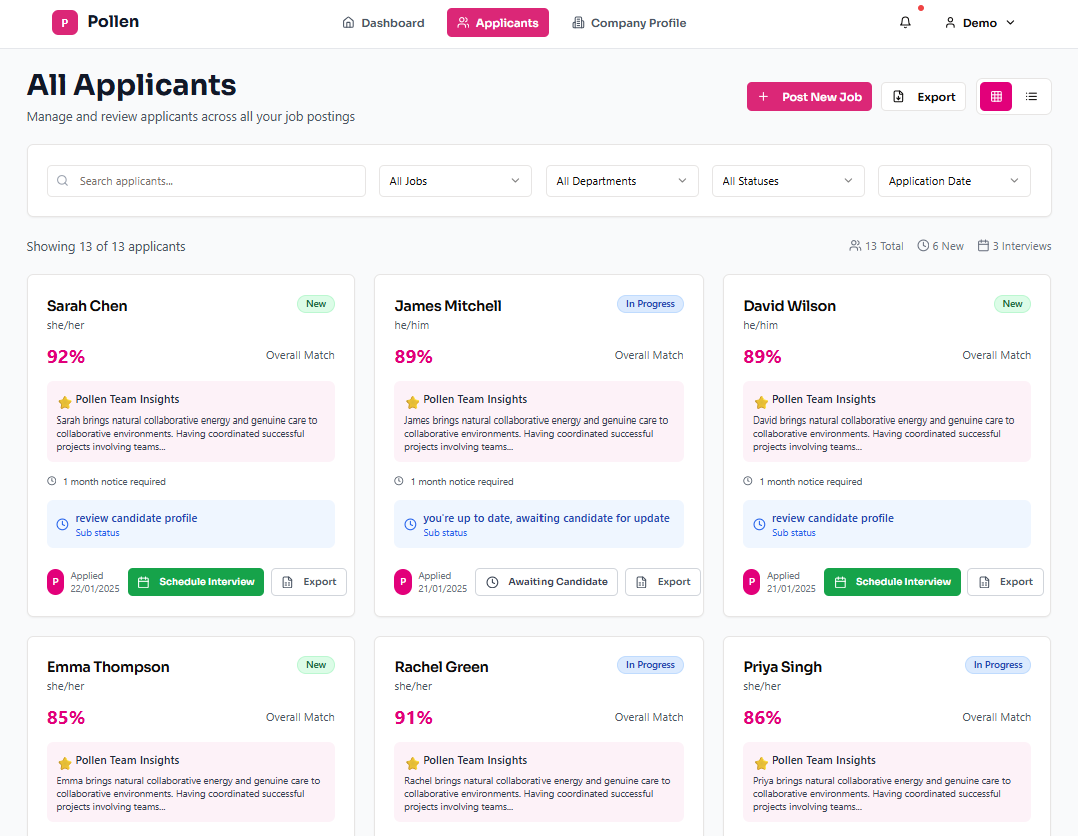 P Pollen Dashboard Applicants Company Profile Demo
All Applicants
Manage and review applicants across all your job postings
+ Post New Job Export
Search applicants... All Jobs All Departments All Statuses Application Date
Showing 13 of 13 applicants 13 Total 6 New 3 Interviews
Sarah Chen New
she/her
92% Overall Match
Pollen Team Insights
Sarah brings natural collaborative energy and genuine care to
collaborative environments. Having coordinated successful
projects involving teams...
1 month notice required
review candidate profile
Sub status
P Applied
22/01/2025
Schedule Interview Export
James Mitchell In Progress
he/him
89% Overall Match
Pollen Team Insights
James brings natural collaborative energy and genuine care to
collaborative environments. Having coordinated successful
projects involving teams...
1 month notice required
you're up to date, awaiting candidate for update
Sub status
P Applied
21/01/2025
Awaiting Candidate Export
David Wilson New
he/him
89% Overall Match
Pollen Team Insights
David brings natural collaborative energy and genuine care to
collaborative environments. Having coordinated successful
projects involving teams...
1 month notice required
review candidate profile
Sub status
P Applied
21/01/2025
Schedule Interview Export
Emma Thompson New
she/her
85% Overall Match
Pollen Team Insights
Emma brings natural collaborative energy and genuine care to
collaborative environments. Having coordinated successful
projects involving teams...
Rachel Green In Progress
she/her
91% Overall Match
Pollen Team Insights
Rachel brings natural collaborative energy and genuine care to
collaborative environments. Having coordinated successful
projects involving teams...
Priya Singh In Progress
she/her
86% Overall Match
Pollen Team Insights
Priya brings natural collaborative energy and genuine care to
collaborative environments. Having coordinated successful
projects involving teams...